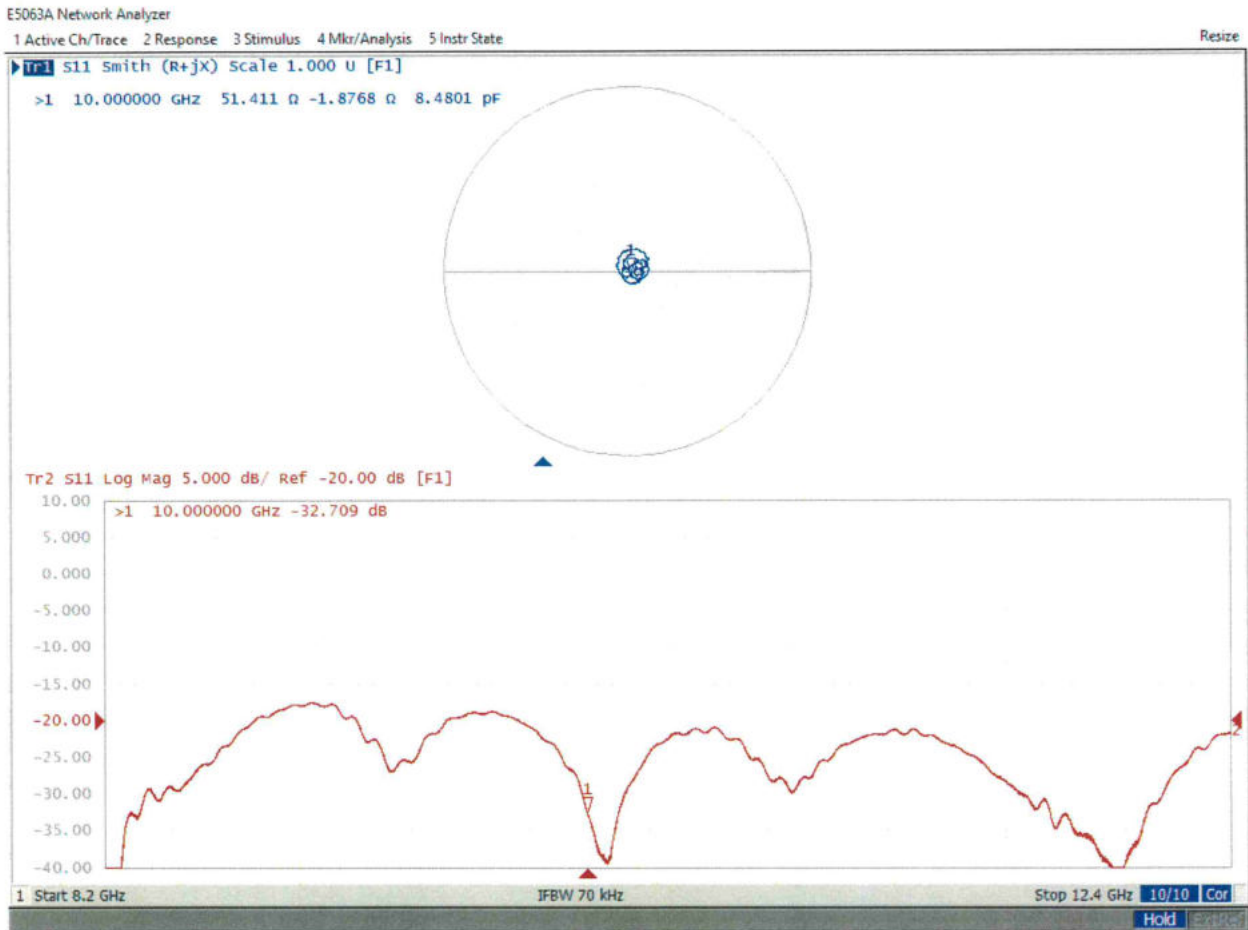 E5063A Network Analyzer
1 Active Ch/Trace 2 Response 3 Stimulus 4 Mkr/Analysis 5 Instr State Resize
Tr1 S11 Smith (R+jX) Scale 1.000 U [F1]
>1 10.000000 GHz 51.411 Ω -1.8768 Ω 8.4801 pF
1
Tr2 S11 Log Mag 5.000 dB/ Ref -20.00 dB [F1]
10.00
>1 10.000000 GHz -32.709 dB
5.000
0.000
-5.000
-10.00
-15.00
-20.00
2
-25.00
-30.00
1
-35.00
-40.00
1 Start 8.2 GHz IFBW 70 kHz Stop 12.4 GHz 10/10 Cor
Hold ExtRef